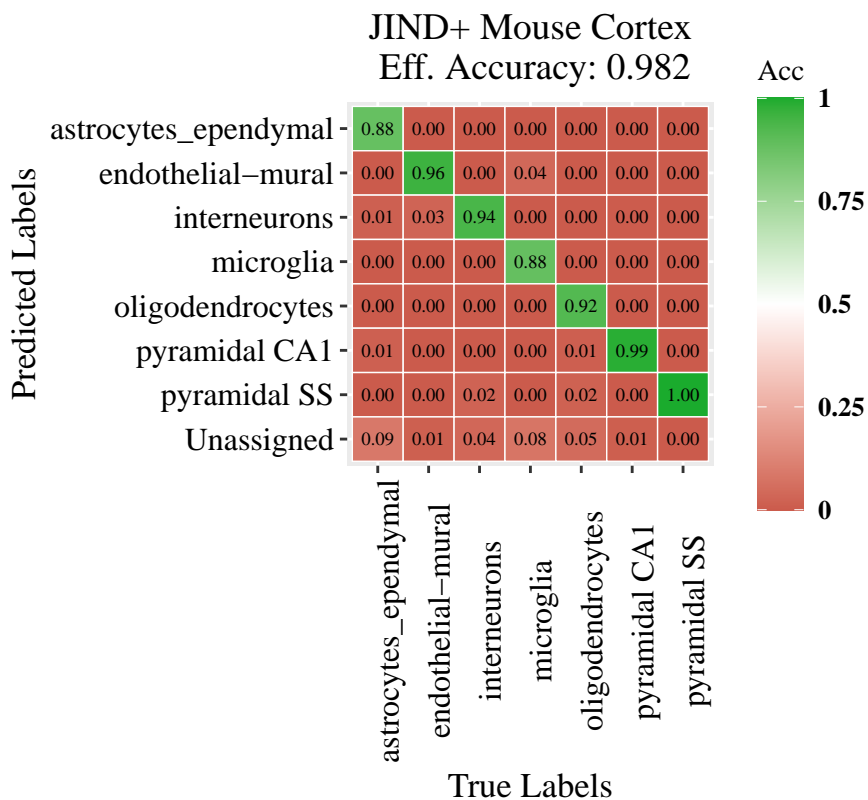 JIND+ Mouse Cortex
Eff. Accuracy: 0.982
Acc
Predicted Labels
astrocytes_ependymal 0.88 0.00 0.00 0.00 0.00 0.00 0.00
endothelial−mural 0.00 0.96 0.00 0.04 0.00 0.00 0.00
interneurons 0.01 0.03 0.94 0.00 0.00 0.00 0.00
microglia 0.00 0.00 0.00 0.88 0.00 0.00 0.00
oligodendrocytes 0.00 0.00 0.00 0.00 0.92 0.00 0.00
pyramidal CA1 0.01 0.00 0.00 0.00 0.01 0.99 0.00
pyramidal SS 0.00 0.00 0.02 0.00 0.02 0.00 1.00
Unassigned 0.09 0.01 0.04 0.08 0.05 0.01 0.00
astrocytes_ependymal
endothelial−mural
interneurons
microglia
oligodendrocytes
pyramidal CA1
pyramidal SS
True Labels
1
0.75
0.5
0.25
0